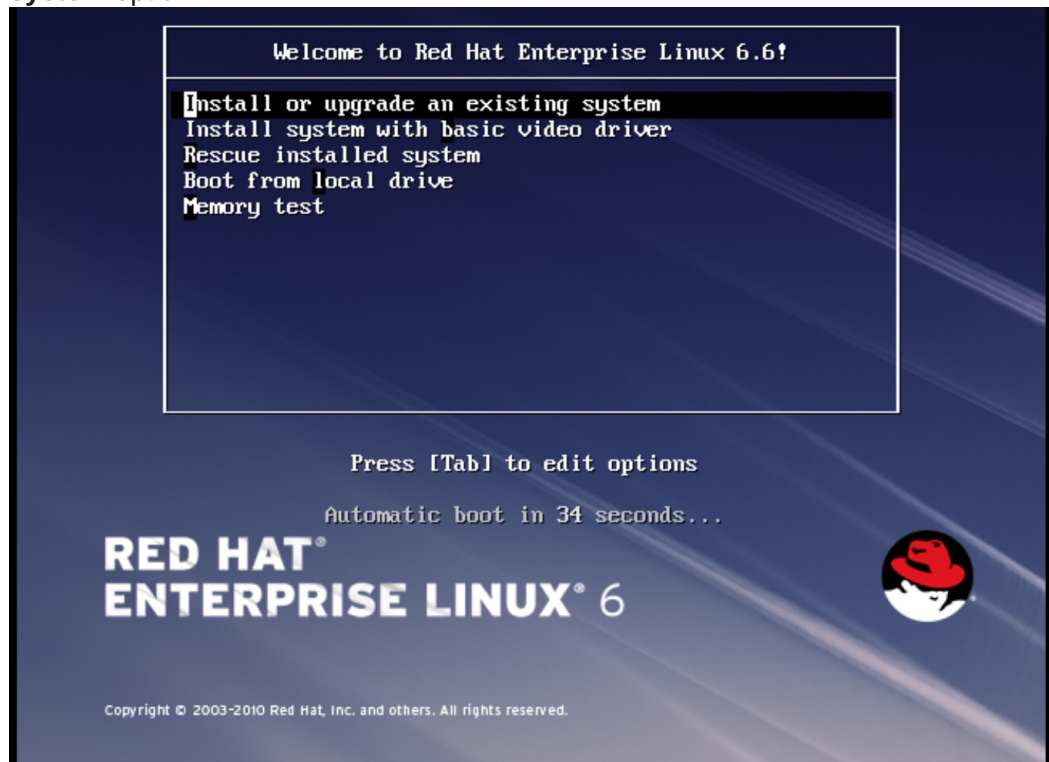 Welcome to Red Hat Enterprise Linux 6.6!
Install or upgrade an existing system
Install system with basic video driver
Rescue installed system
Boot from local drive
Memory test
Press [Tab] to edit options
Automatic boot in 34 seconds...
RED HAT®
ENTERPRISE LINUX® 6
Copyright © 2003-2010 Red Hat, Inc. and others. All rights reserved.